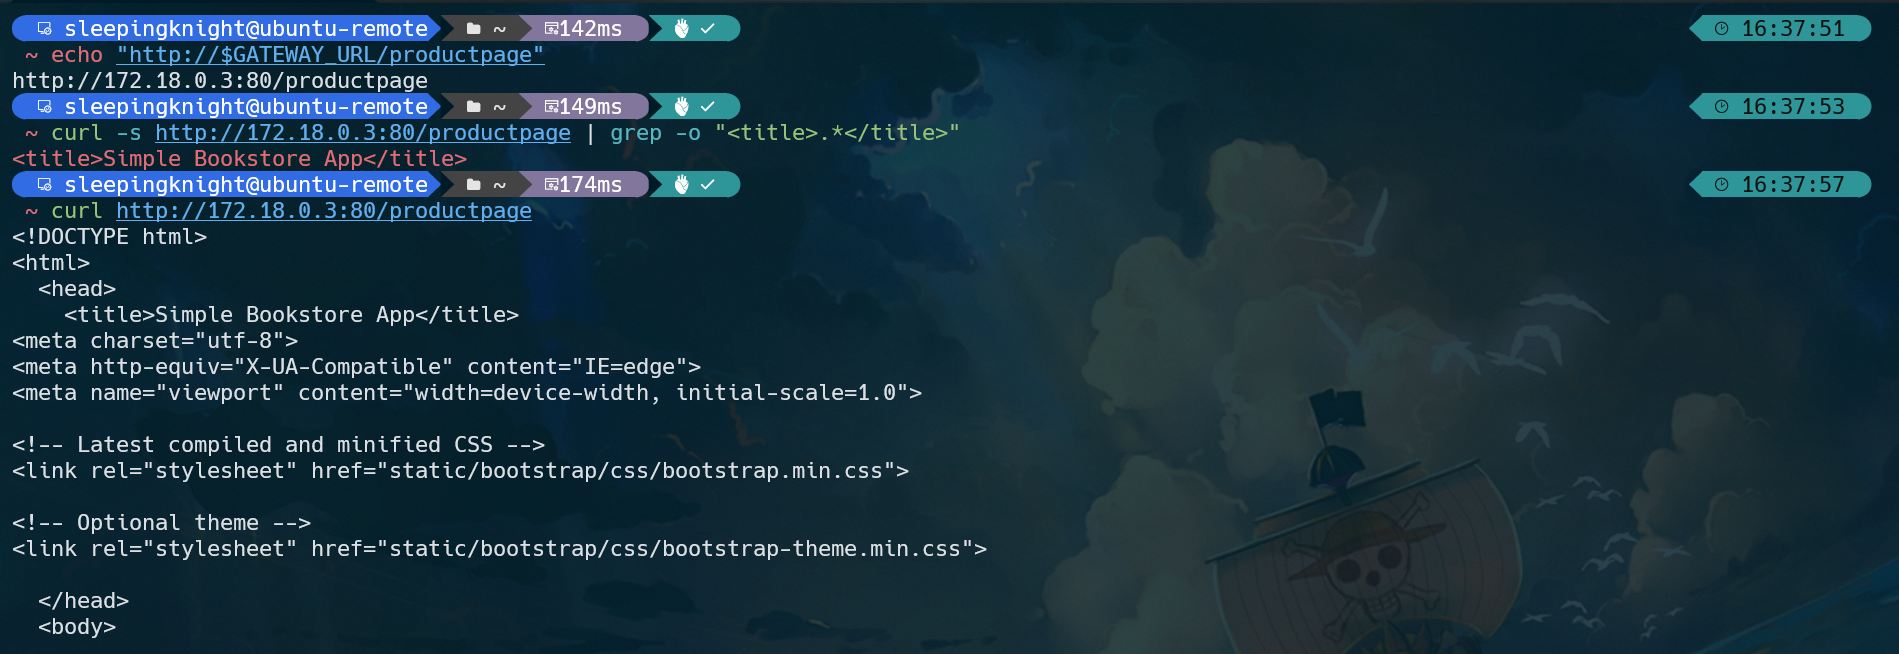 sleepingknight@ubuntu-remote ~ 142ms 16:37:51
~ echo "http://$GATEWAY_URL/productpage"
http://172.18.0.3:80/productpage
sleepingknight@ubuntu-remote ~ 149ms 16:37:53
~ curl -s http://172.18.0.3:80/productpage | grep -o "<title>.*</title>"
<title>Simple Bookstore App</title>
sleepingknight@ubuntu-remote ~ 174ms 16:37:57
~ curl http://172.18.0.3:80/productpage
<!DOCTYPE html>
<html>
  <head>
    <title>Simple Bookstore App</title>
<meta charset="utf-8">
<meta http-equiv="X-UA-Compatible" content="IE=edge">
<meta name="viewport" content="width=device-width, initial-scale=1.0">
<!-- Latest compiled and minified CSS -->
<link rel="stylesheet" href="static/bootstrap/css/bootstrap.min.css">
<!-- Optional theme -->
<link rel="stylesheet" href="static/bootstrap/css/bootstrap-theme.min.css">
  </head>
  <body>